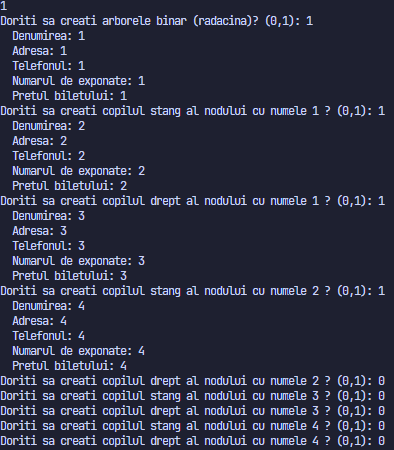 1
Doriti sa creati arborele binar (radacina)? (0,1): 1
Denumirea: 1
Adresa: 1
Telefonul: 1
Numarul de exponate: 1
Pretul biletului: 1
Doriti sa creati copilul stang al nodului cu numele 1 ? (0,1): 1
Denumirea: 2
Adresa: 2
Telefonul: 2
Numarul de exponate: 2
Pretul biletului: 2
Doriti sa creati copilul drept al nodului cu numele 1 ? (0,1): 1
Denumirea: 3
Adresa: 3
Telefonul: 3
Numarul de exponate: 3
Pretul biletului: 3
Doriti sa creati copilul stang al nodului cu numele 2 ? (0,1): 1
Denumirea: 4
Adresa: 4
Telefonul: 4
Numarul de exponate: 4
Pretul biletului: 4
Doriti sa creati copilul drept al nodului cu numele 2 ? (0,1): 0
Doriti sa creati copilul stang al nodului cu numele 3 ? (0,1): 0
Doriti sa creati copilul drept al nodului cu numele 3 ? (0,1): 0
Doriti sa creati copilul stang al nodului cu numele 4 ? (0,1): 0
Doriti sa creati copilul drept al nodului cu numele 4 ? (0,1): 0